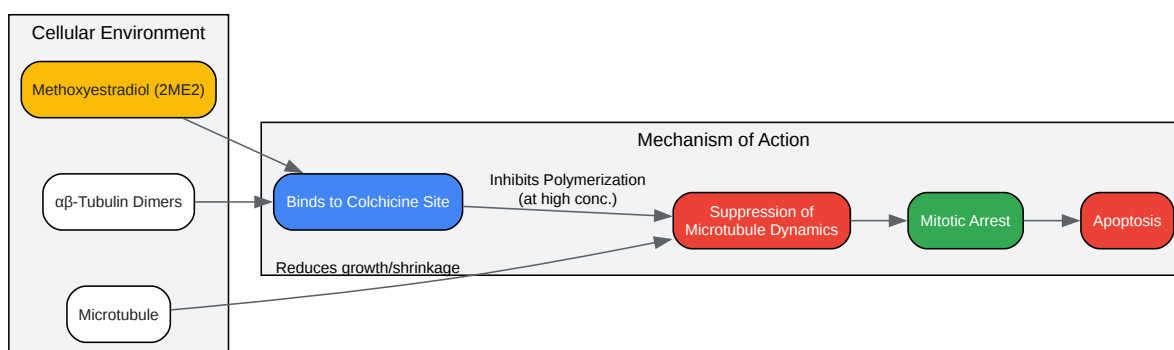 Cellular Environment
Methoxyestradiol (2ME2)
αβ-Tubulin Dimers
Microtubule
Mechanism of Action
Binds to Colchicine Site
Inhibits Polymerization
(at high conc.)
Reduces growth/shrinkage
Suppression of
Microtubule Dynamics
Mitotic Arrest
Apoptosis